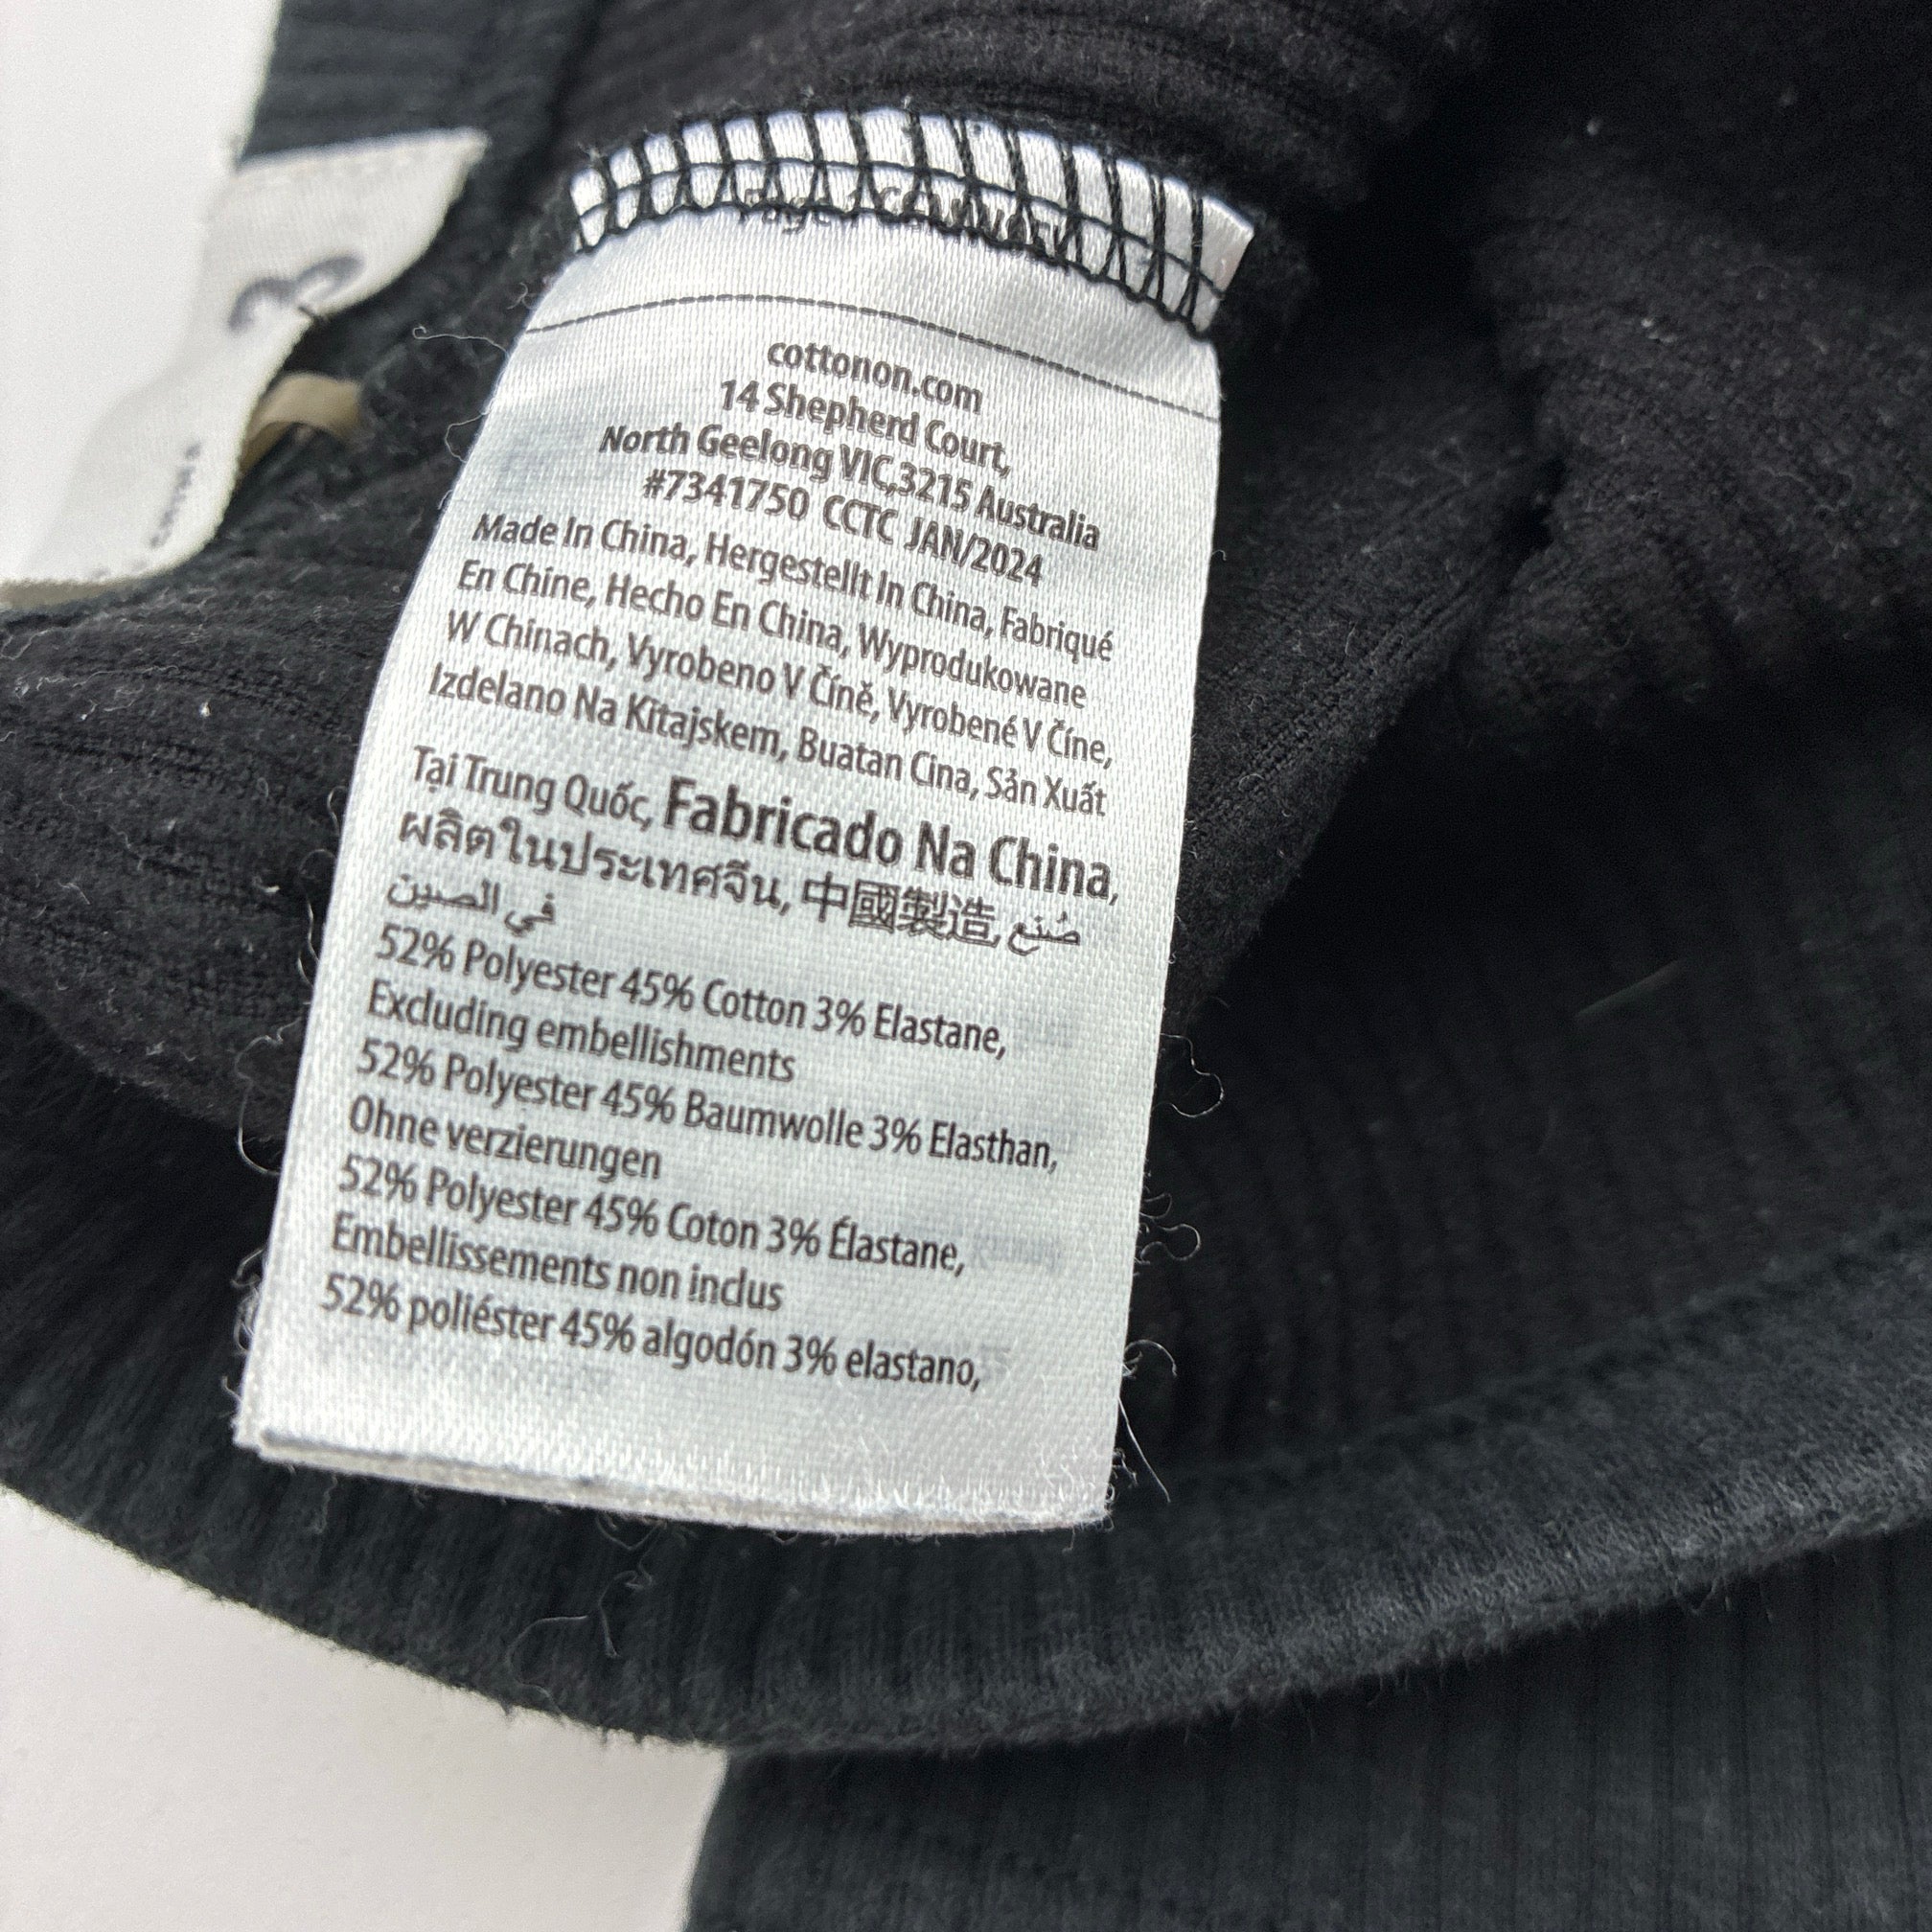 cottonon.com
14 Shepherd Court,
North Geelong VIC,3215 Australia
#7341750 CCTC JAN/2024
Made In China, Hergestellt In China, Fabriqué
En Chine, Hecho En China, Wyprodukowane
W Chinach, Vyrobeno V Číně, Vyrobené V Číne,
Izdelano Na Kitajskem, Buatan Cina, Sản Xuất
Tại Trung Quốc, Fabricado Na China,
ผลิตในประเทศจีน, 中國製造, صُنع
في الصين
52% Polyester 45% Cotton 3% Elastane,
Excluding embellishments
52% Polyester 45% Baumwolle 3% Elasthan,
Ohne verzierungen
52% Polyester 45% Coton 3% Élastane,
Embellissements non inclus
52% poliéster 45% algodón 3% elastano,
CHINA